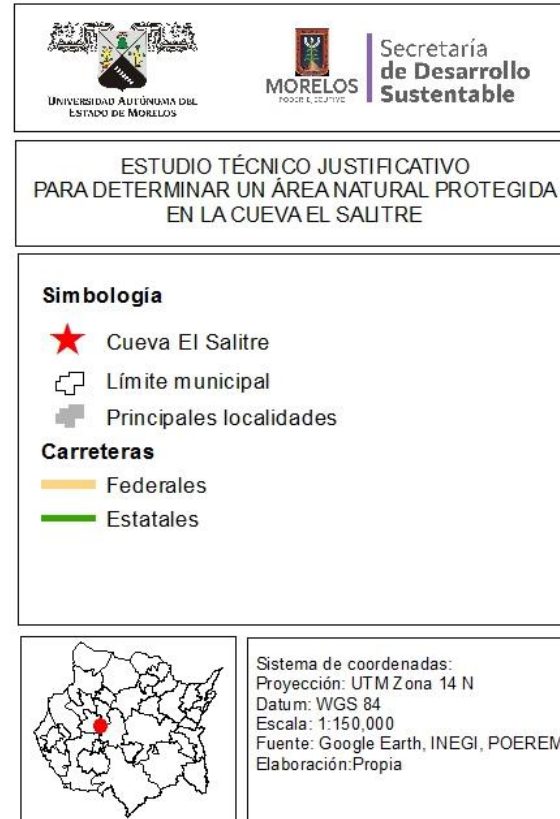 UNIVERSIDAD AUTÓNOMA DEL
ESTADO DE MORELOS
MORELOS
PODER EJECUTIVO
Secretaría
de Desarrollo
Sustentable
ESTUDIO TÉCNICO JUSTIFICATIVO
PARA DETERMINAR UN ÁREA NATURAL PROTEGIDA
EN LA CUEVA EL SALITRE
Simbología
Cueva El Salitre
Límite municipal
Principales localidades
Carreteras
Federales
Estatales
Sistema de coordenadas:
Proyección: UTM Zona 14 N
Datum: WGS 84
Escala: 1:150,000
Fuente: Google Earth, INEGI, POEREM
Elaboración:Propia